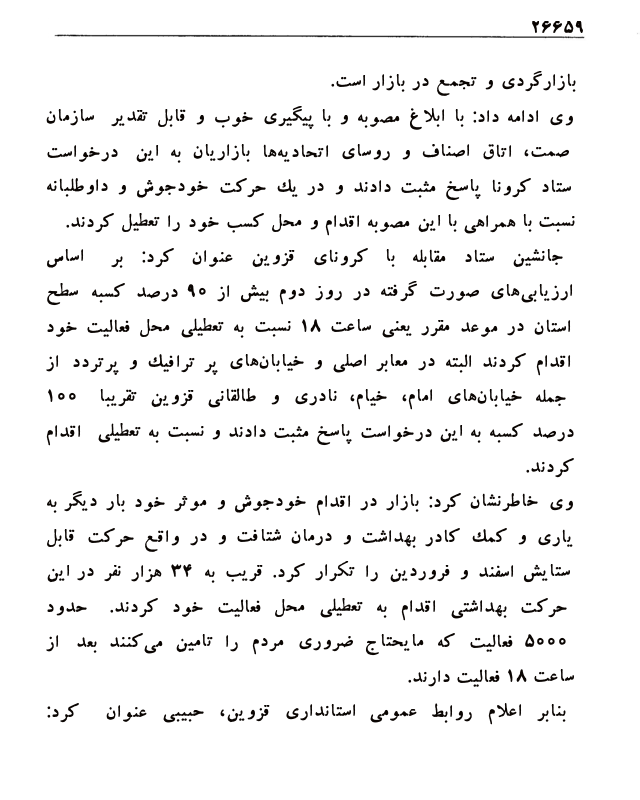 ۲۶۶۵۹
بازارگردی و تجمع در بازار است.
وی ادامه داد: با ابلاغ مصوبه و با پیگیری خوب و قابل تقدیر سازمان
صمت، اتاق اصناف و روسای اتحادیه‌ها بازاریان به این درخواست
ستاد کرونا پاسخ مثبت دادند و در یك حرکت خودجوش و داوطلبانه
نسبت با همراهی با این مصوبه اقدام و محل کسب خود را تعطیل کردند.
جانشین ستاد مقابله با کرونای قزوین عنوان کرد: بر اساس
ارزیابی‌های صورت گرفته در روز دوم بیش از ۹۰ درصد کسبه سطح
استان در موعد مقرر یعنی ساعت ۱۸ نسبت به تعطیلی محل فعالیت خود
اقدام کردند البته در معابر اصلی و خیابان‌های پر ترافیك و پرتردد از
جمله خیابان‌های امام، خیام، نادری و طالقانی قزوین تقریبا ۱۰۰
درصد کسبه به این درخواست پاسخ مثبت دادند و نسبت به تعطیلی اقدام
کردند.
وی خاطرنشان کرد: بازار در اقدام خودجوش و موثر خود بار دیگر به
یاری و کمك کادر بهداشت و درمان شتافت و در واقع حرکت قابل
ستایش اسفند و فروردین را تکرار کرد. قریب به ۳۴ هزار نفر در این
حرکت بهداشتی اقدام به تعطیلی محل فعالیت خود کردند. حدود
۵۰۰۰ فعالیت که مایحتاج ضروری مردم را تامین می‌کنند بعد از
ساعت ۱۸ فعالیت دارند.
بنابر اعلام روابط عمومی استانداری قزوین، حبیبی عنوان کرد: